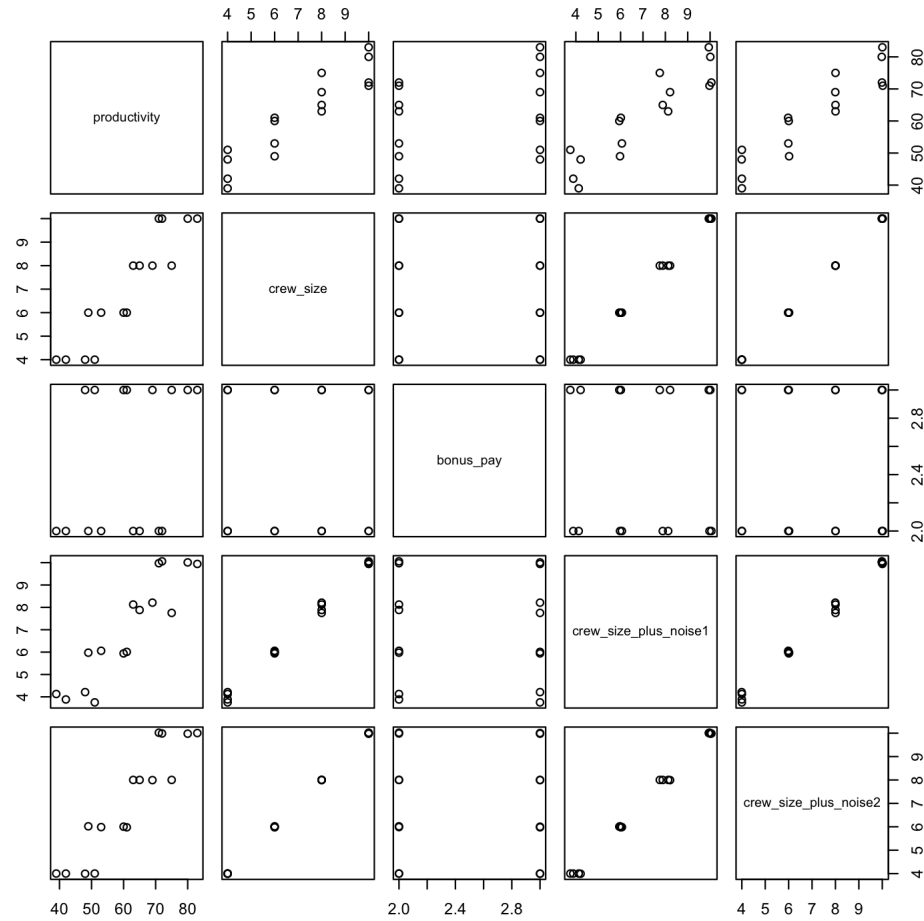 4 5 6 7 8 9 4 5 6 7 8 9
productivity
40 50 60 70 80
4 5 6 7 8 9
crew_size
bonus_pay
2.0 2.4 2.8
4 5 6 7 8 9
crew_size_plus_noise1
crew_size_plus_noise2
4 5 6 7 8 9
40 50 60 70 80 2.0 2.4 2.8 4 5 6 7 8 9